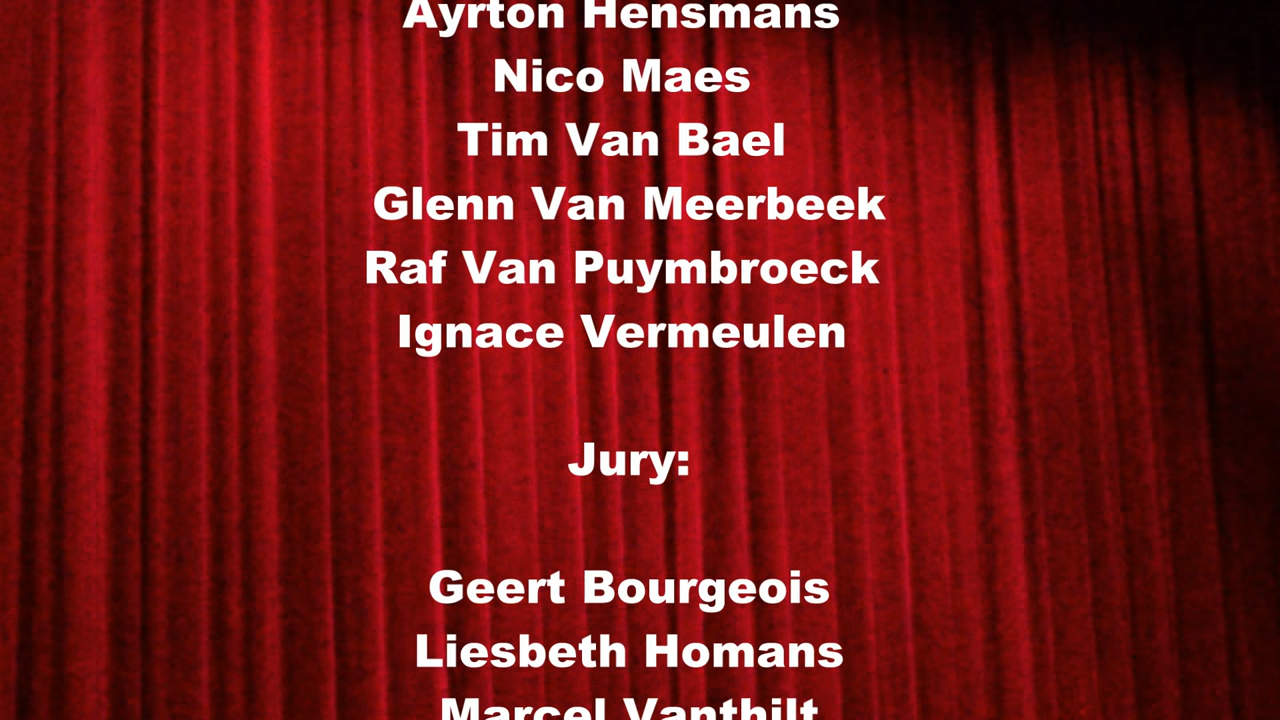 Ayrton Hensmans
Nico Maes
Tim Van Bael
Glenn Van Meerbeek
Raf Van Puymbroeck
Ignace Vermeulen
Jury:
Geert Bourgeois
Liesbeth Homans
Marcel Vanthilt